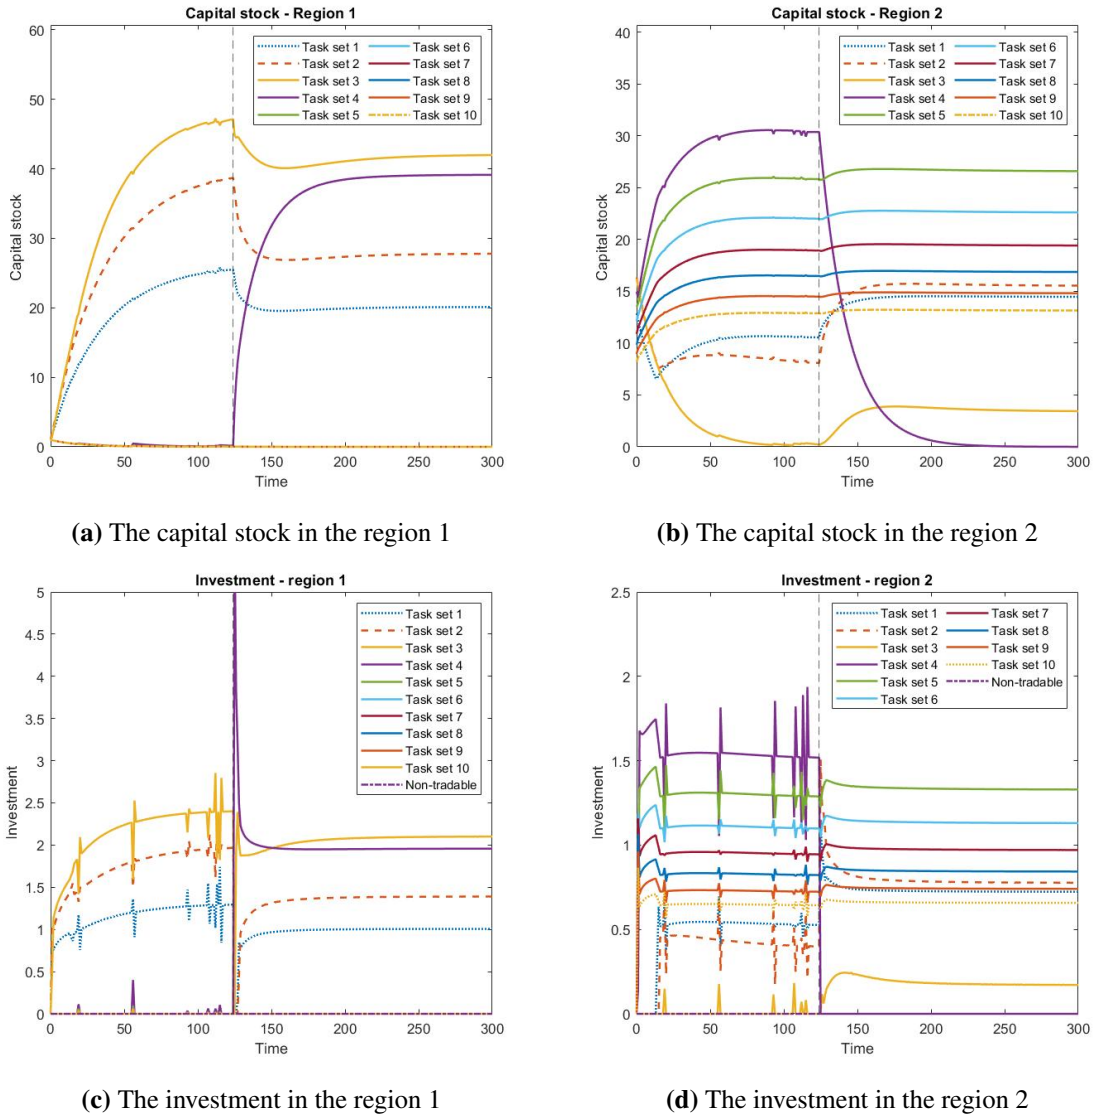 Capital stock - Region 1
60
50
40
30
20
10
0
Capital stock
Task set 1
Task set 2
Task set 3
Task set 4
Task set 5
Task set 6
Task set 7
Task set 8
Task set 9
Task set 10
0 50 100 150 200 250 300
Time
(a) The capital stock in the region 1
Capital stock - Region 2
40
35
30
25
20
15
10
5
0
Capital stock
Task set 1
Task set 2
Task set 3
Task set 4
Task set 5
Task set 6
Task set 7
Task set 8
Task set 9
Task set 10
0 50 100 150 200 250 300
Time
(b) The capital stock in the region 2
Investment - region 1
5
4.5
4
3.5
3
2.5
2
1.5
1
0.5
0
Investment
Task set 1
Task set 2
Task set 3
Task set 4
Task set 5
Task set 6
Task set 7
Task set 8
Task set 9
Task set 10
Non-tradable
0 50 100 150 200 250 300
Time
(c) The investment in the region 1
Investment - region 2
2.5
2
1.5
1
0.5
0
Investment
Task set 1
Task set 2
Task set 3
Task set 4
Task set 5
Task set 6
Task set 7
Task set 8
Task set 9
Task set 10
Non-tradable
0 50 100 150 200 250 300
Time
(d) The investment in the region 2